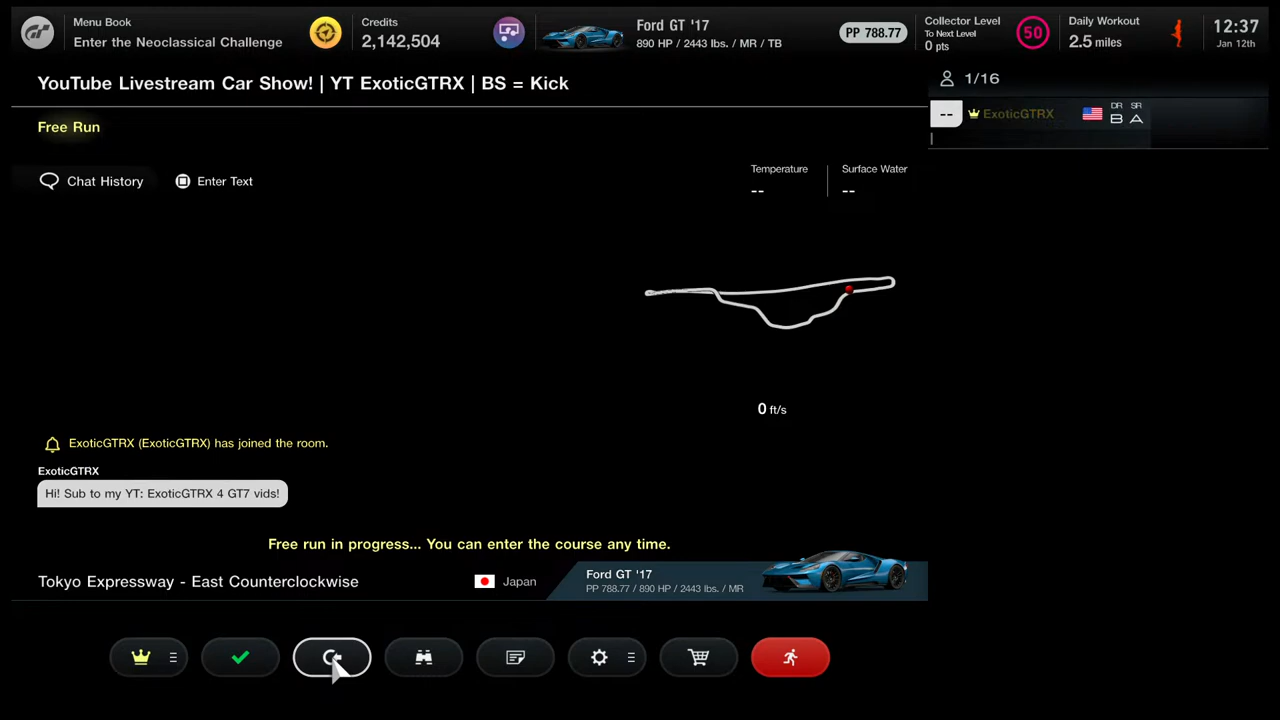 Menu Book
Enter the Neoclassical Challenge
Credits
2,142,504
Ford GT '17
890 HP / 2443 lbs. / MR / TB
PP 788.77
Collector Level
To Next Level
0 pts
50
Daily Workout
2.5 miles
12:37
Jan 12th
YouTube Livestream Car Show! | YT ExoticGTRX | BS = Kick
1/16
-- ExoticGTRX DR B SR A
Free Run
Chat History
Enter Text
Temperature
--
Surface Water
--
0 ft/s
ExoticGTRX (ExoticGTRX) has joined the room.
ExoticGTRX
Hi! Sub to my YT: ExoticGTRX 4 GT7 vids!
Free run in progress... You can enter the course any time.
Tokyo Expressway - East Counterclockwise
Japan
Ford GT '17
PP 788.77 / 890 HP / 2443 lbs. / MR